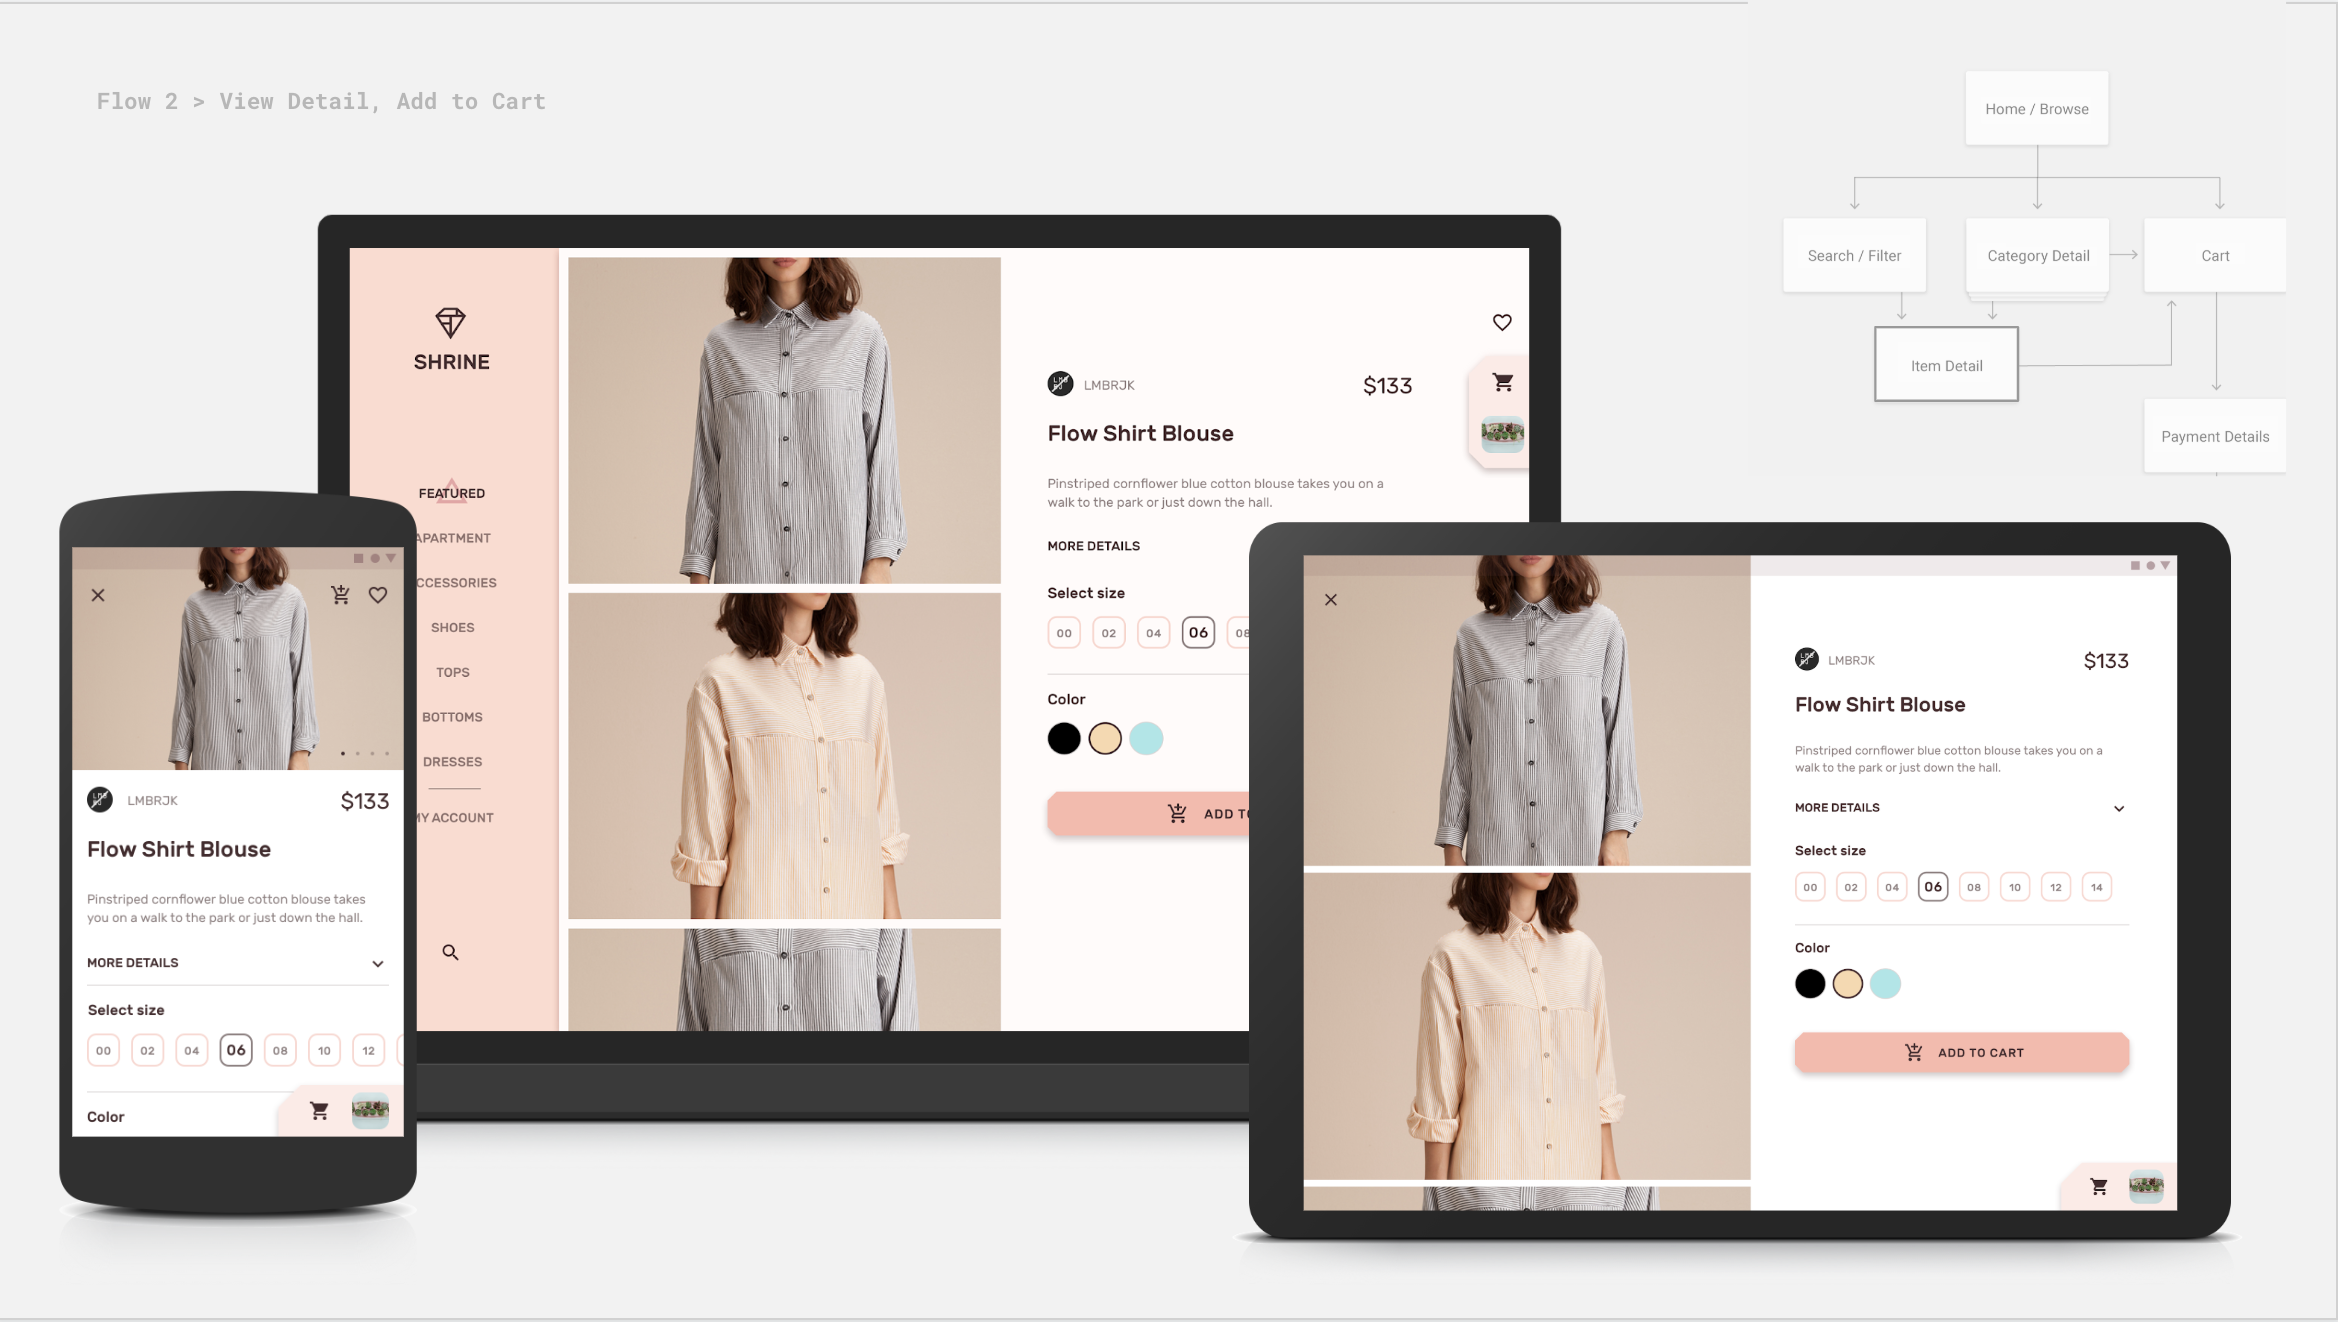 Flow 2 > View Detail, Add to Cart
Home / Browse
Search / Filter
Category Detail
Cart
Item Detail
Payment Details
SHRINE
FEATURED
APARTMENT
CCESSORIES
SHOES
TOPS
BOTTOMS
DRESSES
MY ACCOUNT
LMBRJK
$133
Flow Shirt Blouse
Pinstriped cornflower blue cotton blouse takes you on a
walk to the park or just down the hall.
MORE DETAILS
Select size
00 02 04 06 08
Color
ADD TO
LMBRJK
$133
Flow Shirt Blouse
Pinstriped cornflower blue cotton blouse takes
you on a walk to the park or just down the hall.
MORE DETAILS
Select size
00 02 04 06 08 10 12
Color
LMBRJK
$133
Flow Shirt Blouse
Pinstriped cornflower blue cotton blouse takes you on a
walk to the park or just down the hall.
MORE DETAILS
Select size
00 02 04 06 08 10 12 14
Color
ADD TO CART